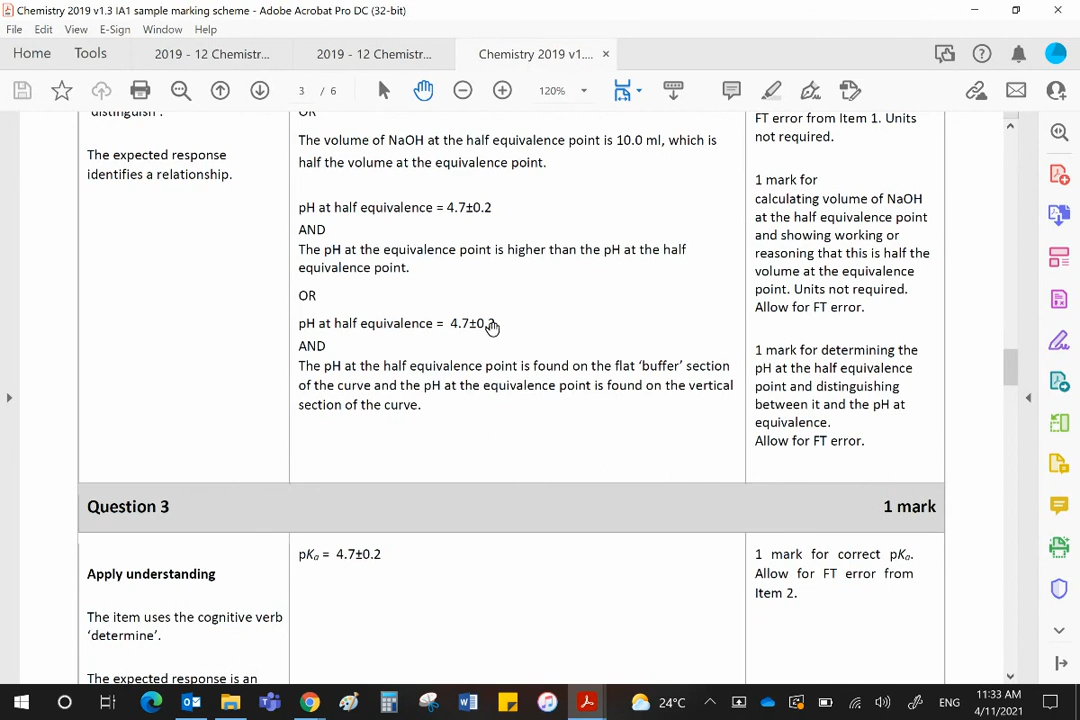 Chemistry 2019 v1.3 IA1 sample marking scheme - Adobe Acrobat Pro DC (32-bit)
File Edit View E-Sign Window Help
Home Tools 2019 - 12 Chemistr... 2019 - 12 Chemistr... Chemistry 2019 v1....
3 / 6 120%
'distinguish'.
The expected response
identifies a relationship.
OR
The volume of NaOH at the half equivalence point is 10.0 ml, which is
half the volume at the equivalence point.
pH at half equivalence = 4.7±0.2
AND
The pH at the equivalence point is higher than the pH at the half
equivalence point.
OR
pH at half equivalence = 4.7±0.2
AND
The pH at the half equivalence point is found on the flat 'buffer' section
of the curve and the pH at the equivalence point is found on the vertical
section of the curve.
FT error from Item 1. Units
not required.
1 mark for
calculating volume of NaOH
at the half equivalence point
and showing working or
reasoning that this is half the
volume at the equivalence
point. Units not required.
Allow for FT error.
1 mark for determining the
pH at the half equivalence
point and distinguishing
between it and the pH at
equivalence.
Allow for FT error.
Question 3 1 mark
Apply understanding
The item uses the cognitive verb
'determine'.
The expected response is an
pKa = 4.7±0.2
1 mark for correct pKa.
Allow for FT error from
Item 2.
24°C ENG 11:33 AM
4/11/2021